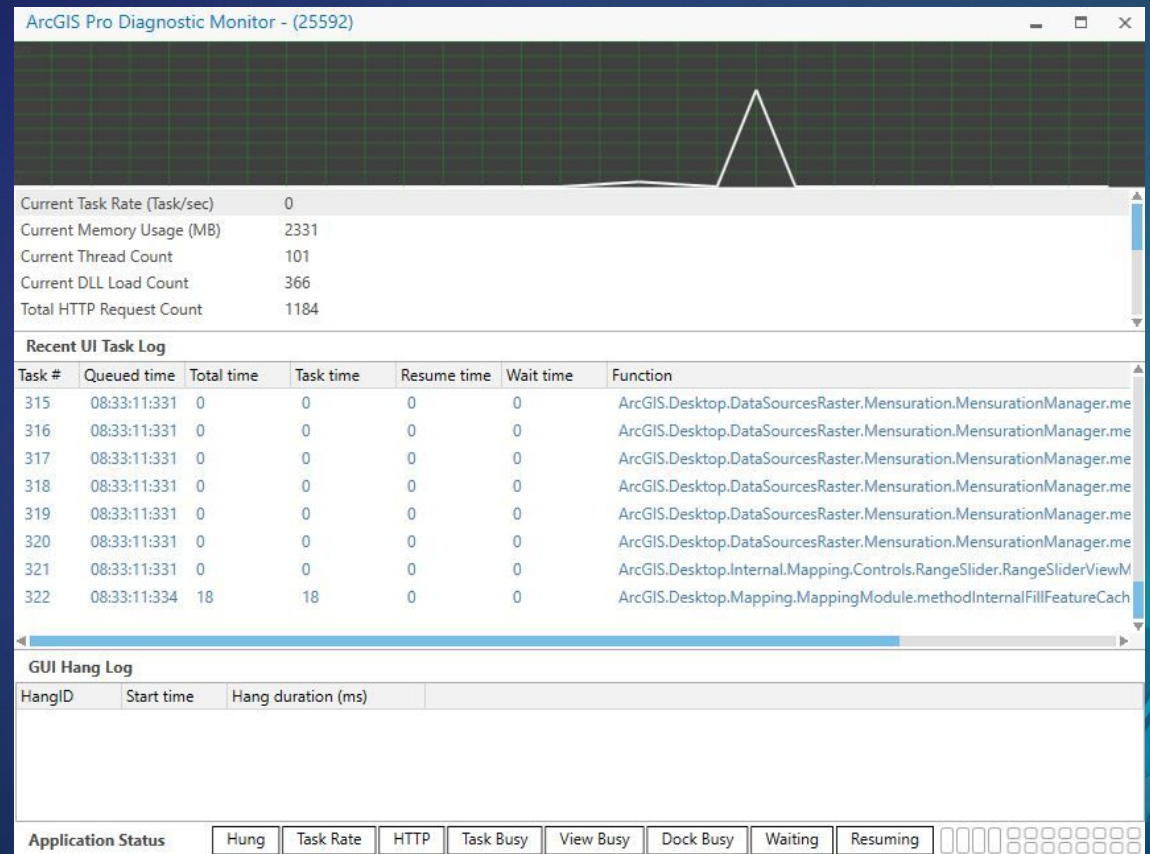 ArcGIS Pro Diagnostic Monitor - (25592)
Current Task Rate (Task/sec) 0
Current Memory Usage (MB) 2331
Current Thread Count 101
Current DLL Load Count 366
Total HTTP Request Count 1184
Recent UI Task Log
Task # Queued time Total time Task time Resume time Wait time Function
315 08:33:11:331 0 0 0 0 ArcGIS.Desktop.DataSourcesRaster.Mensuration.MensurationManager.me
316 08:33:11:331 0 0 0 0 ArcGIS.Desktop.DataSourcesRaster.Mensuration.MensurationManager.me
317 08:33:11:331 0 0 0 0 ArcGIS.Desktop.DataSourcesRaster.Mensuration.MensurationManager.me
318 08:33:11:331 0 0 0 0 ArcGIS.Desktop.DataSourcesRaster.Mensuration.MensurationManager.me
319 08:33:11:331 0 0 0 0 ArcGIS.Desktop.DataSourcesRaster.Mensuration.MensurationManager.me
320 08:33:11:331 0 0 0 0 ArcGIS.Desktop.DataSourcesRaster.Mensuration.MensurationManager.me
321 08:33:11:331 0 0 0 0 ArcGIS.Desktop.Internal.Mapping.Controls.RangeSlider.RangeSliderViewM
322 08:33:11:334 18 18 0 0 ArcGIS.Desktop.Mapping.MappingModule.methodInternalFillFeatureCach
GUI Hang Log
HangID Start time Hang duration (ms)
Application Status Hung Task Rate HTTP Task Busy View Busy Dock Busy Waiting Resuming